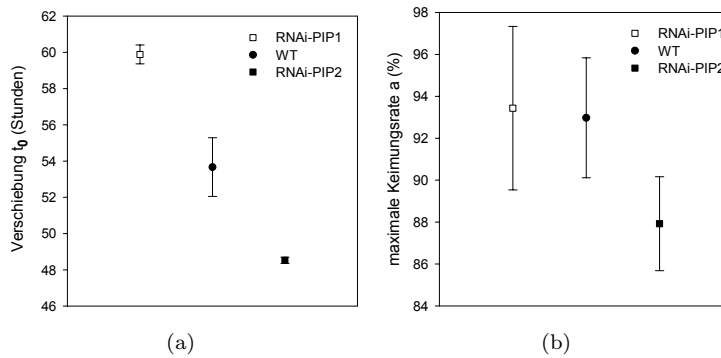 62
60
58
56
54
52
50
48
46
Verschiebung t0 (Stunden)
RNAi-PIP1
WT
RNAi-PIP2
(a)
98
96
94
92
90
88
86
84
maximale Keimungsrate a (%)
RNAi-PIP1
WT
RNAi-PIP2
(b)